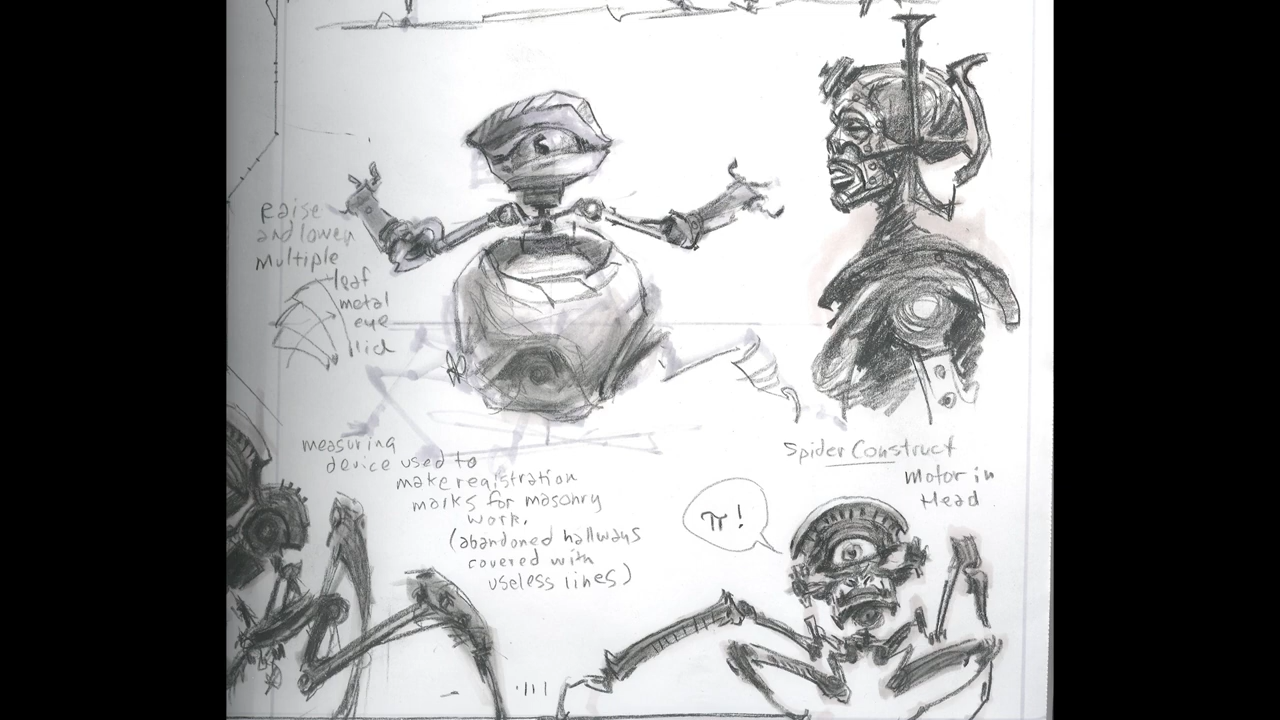 Raise
and lower
multiple
leaf
metal
eye
lid
measuring
device used to
make registration
marks for masonry
work.
(abandoned hallways
covered with
useless lines)
Spider Construct
Motor in
Head
π!